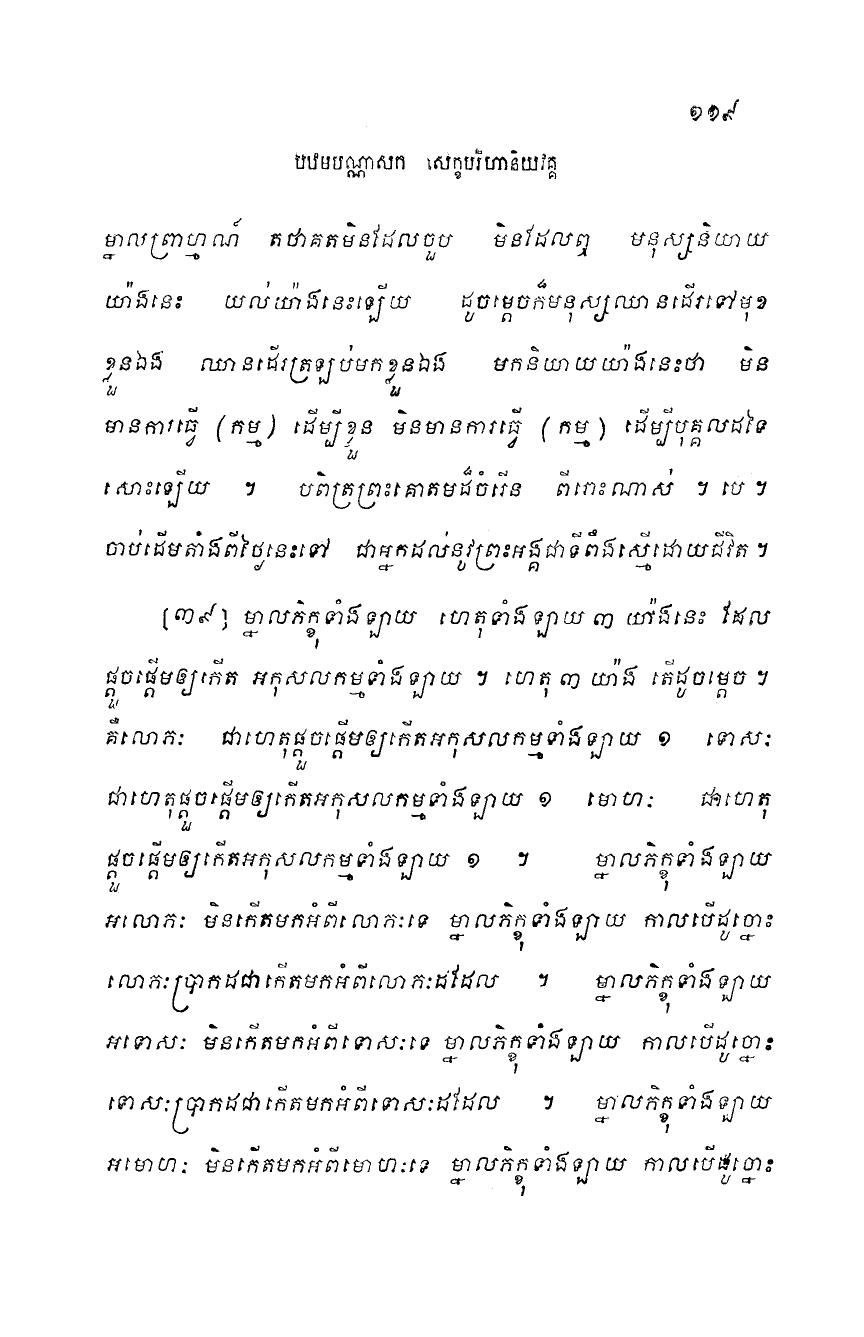 ១១៩
បឋមបណ្ណាសក សេក្ខបរិហានិយវគ្គ
ម្នាលព្រាហ្មណ៍ តថាគតមិនដែលចួប មិនដែលឮ មនុស្សនិយាយ
យ៉ាងនេះ យល់យ៉ាងនេះឡើយ ដូចម្តេចក៏មនុស្សឈានដើរទៅមុខ
ខ្លួនឯង ឈានដើរត្រឡប់មកខ្លួនឯង មកនិយាយយ៉ាងនេះថា មិន
មានការធ្វើ (កម្ម) ដើម្បីខ្លួន មិនមានការធ្វើ (កម្ម) ដើម្បីបុគ្គលដទៃ
សោះឡើយ ។ បពិត្រព្រះគោតមដ៏ចំរើន ពីរោះណាស់ ។ បេ ។
ចាប់ដើមតាំងពីថ្ងៃនេះទៅ ជាអ្នកដល់នូវព្រះអង្គជាទីពឹងស្មើដោយជីវិត ។
[៣៩] ម្នាលភិក្ខុទាំងឡាយ ហេតុទាំងឡាយ ៣ យ៉ាងនេះ ដែល
ផ្តួចផ្តើមឲ្យកើត អកុសលកម្មទាំងឡាយ ។ ហេតុ ៣ យ៉ាង តើដូចម្តេច ។
គឺលោភៈ ជាហេតុផ្តួចផ្តើមឲ្យកើតអកុសលកម្មទាំងឡាយ ១ ទោសៈ
ជាហេតុផ្តួចផ្តើមឲ្យកើតអកុសលកម្មទាំងឡាយ ១ មោហៈ ជាហេតុ
ផ្តួចផ្តើមឲ្យកើតអកុសលកម្មទាំងឡាយ ១ ។ ម្នាលភិក្ខុទាំងឡាយ
អលោភៈ មិនកើតមកអំពីលោភៈទេ ម្នាលភិក្ខុទាំងឡាយ កាលបើដូច្នោះ
លោភៈប្រាកដជាកើតមកអំពីលោភៈដដែល ។ ម្នាលភិក្ខុទាំងឡាយ
អទោសៈ មិនកើតមកអំពីទោសៈទេ ម្នាលភិក្ខុទាំងឡាយ កាលបើដូច្នោះ
ទោសៈប្រាកដជាកើតមកអំពីទោសៈដដែល ។ ម្នាលភិក្ខុទាំងឡាយ
អមោហៈ មិនកើតមកអំពីមោហៈទេ ម្នាលភិក្ខុទាំងឡាយ កាលបើដូច្នោះ